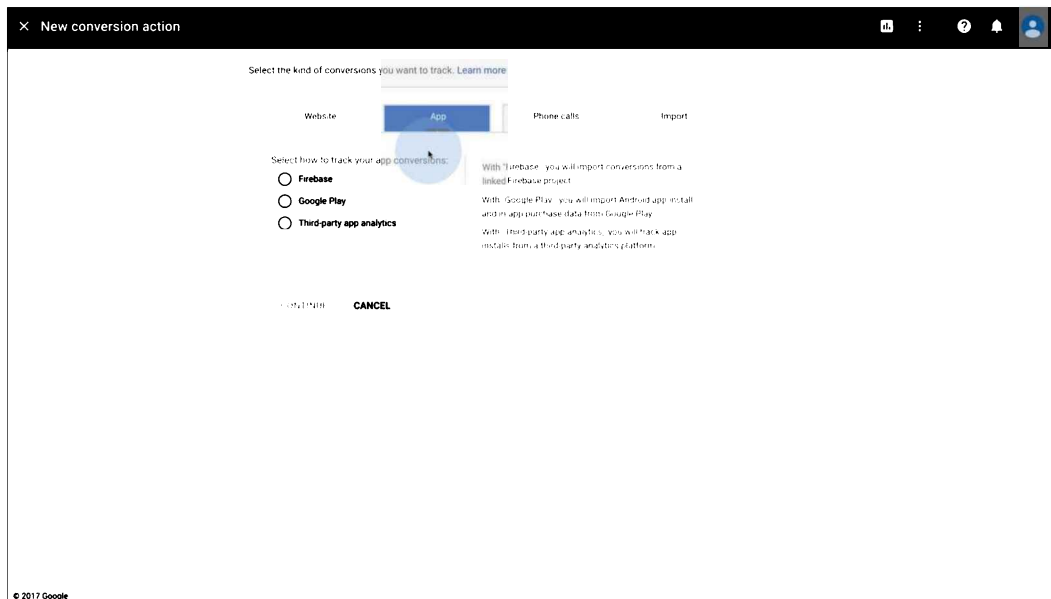 New conversion action
Select the kind of conversions you want to track. Learn more
Website App Phone calls Import
Select how to track your app conversions:
Firebase
Google Play
Third-party app analytics
With "Firebase" you will import conversions from a
linked Firebase project
With Google Play you will import Android app install
and in app purchase data from Google Play
With Third-party app analytics, you will track app
installs from a third party analytics platform
CONTINUE CANCEL
© 2017 Google